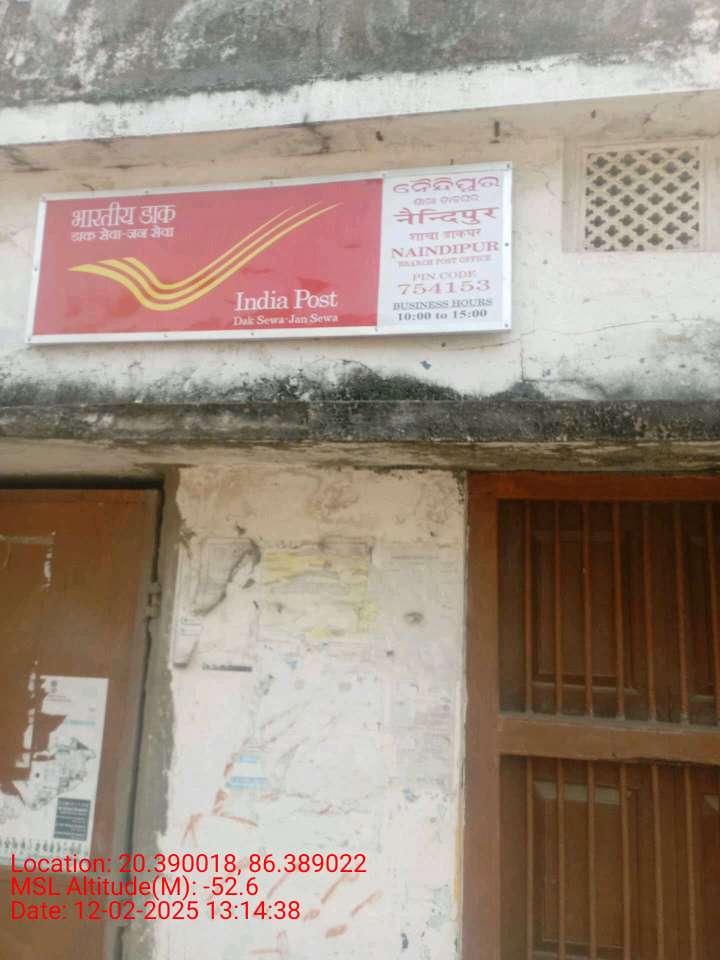 भारतीय डाक
डाक सेवा-जन सेवा
India Post
Dak Sewa-Jan Sewa
ନୈନ୍ଦିପୁର
ଶାଖା ଡାକଘର
नैन्दिपुर
शाखा डाकघर
NAINDIPUR
BRANCH POST OFFICE
PIN CODE
754153
BUSINESS HOURS
10:00 to 15:00
Location: 20.390018, 86.389022
MSL Altitude(M): -52.6
Date: 12-02-2025 13:14:38